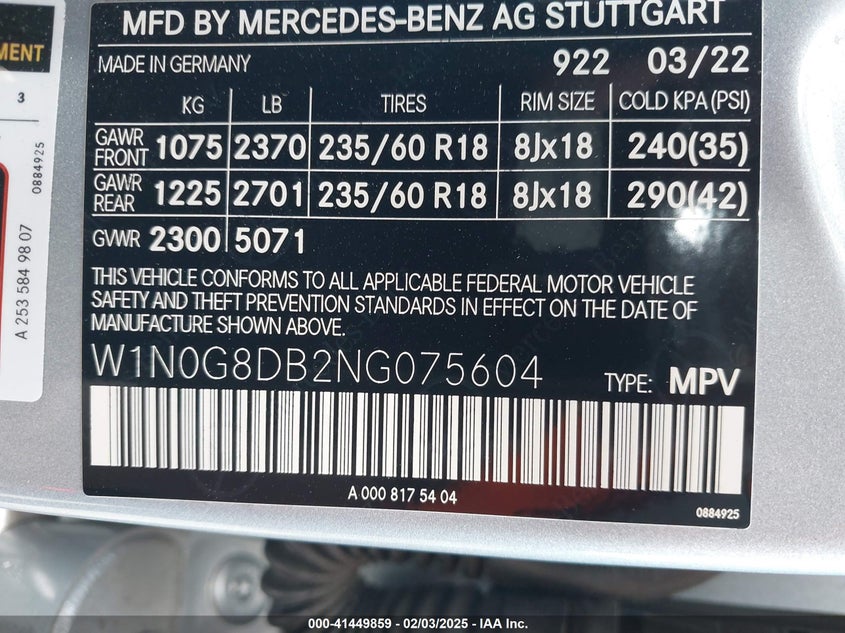 MFD BY MERCEDES-BENZ AG STUTTGART
MADE IN GERMANY 922 03/22
KG LB TIRES RIM SIZE COLD KPA (PSI)
GAWR FRONT 1075 2370 235/60 R18 8Jx18 240(35)
GAWR REAR 1225 2701 235/60 R18 8Jx18 290(42)
GVWR 2300 5071
THIS VEHICLE CONFORMS TO ALL APPLICABLE FEDERAL MOTOR VEHICLE
SAFETY AND THEFT PREVENTION STANDARDS IN EFFECT ON THE DATE OF
MANUFACTURE SHOWN ABOVE.
W1N0G8DB2NG075604 TYPE: MPV
A 000 817 54 04
0884925
3
0884925
A 253 584 98 07
000-41449859 - 02/03/2025 - IAA Inc.